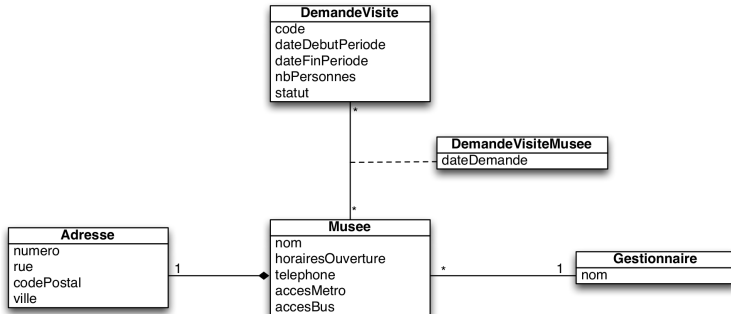 DemandeVisite
code
dateDebutPeriode
dateFinPeriode
nbPersonnes
statut
*
DemandeVisiteMusee
dateDemande
*
Adresse
numero
rue
codePostal
ville
1
Musee
nom
horairesOuverture
telephone
accesMetro
accesBus
*
1
Gestionnaire
nom